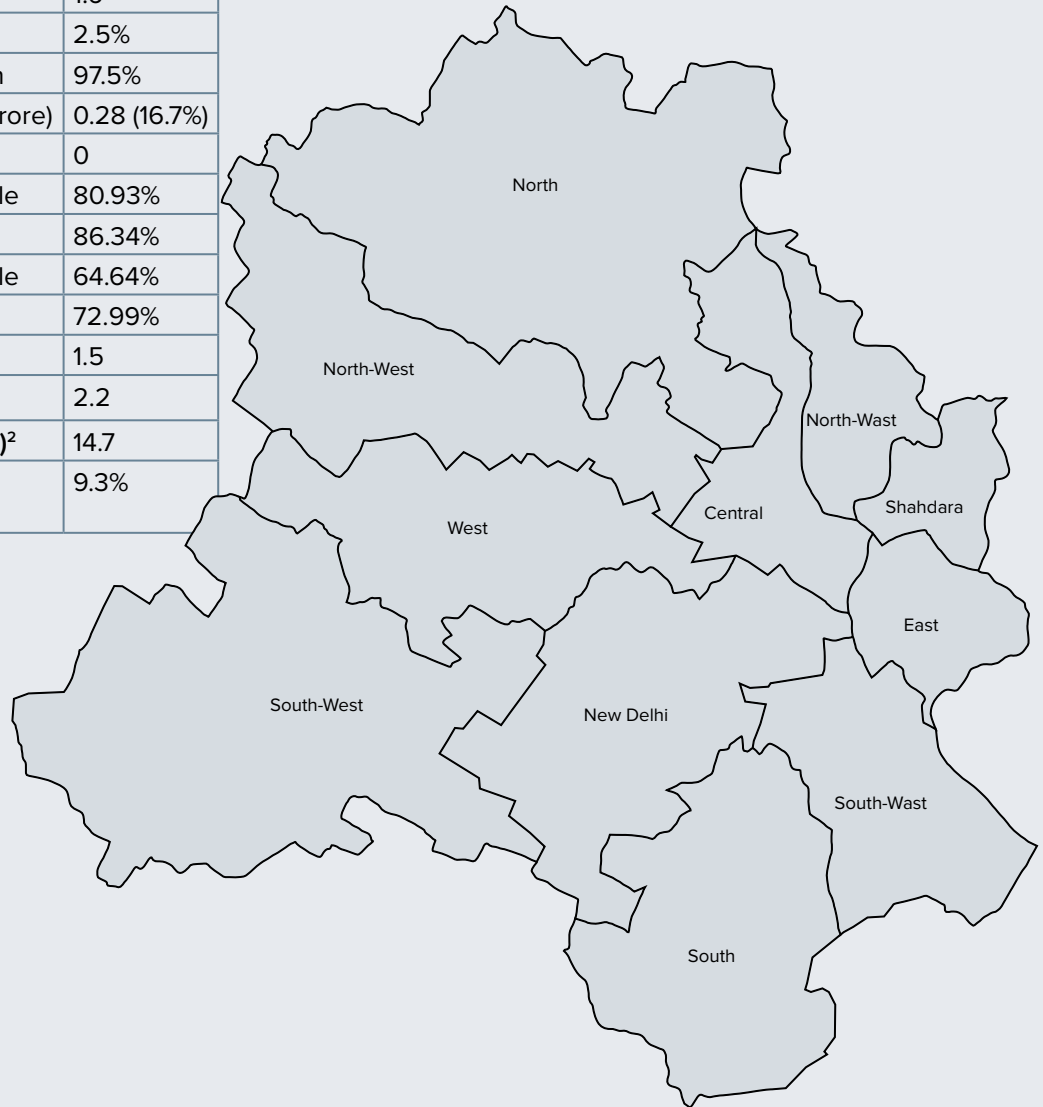 2.5%
97.5%
rore) 0.28 (16.7%)
0
le 80.93%
86.34%
le 64.64%
72.99%
1.5
2.2
)² 14.7
9.3%
North
North-West
North-Wast
Shahdara
Central
West
East
South-West
New Delhi
South-Wast
South